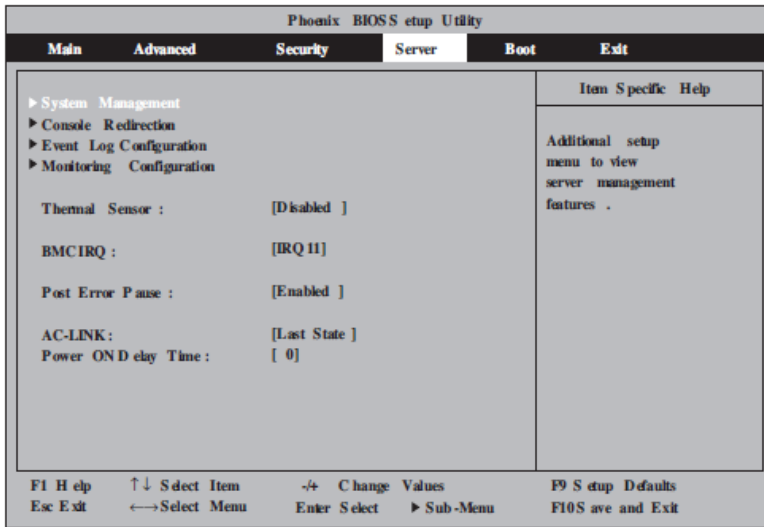 Phoenix BIOS Setup Utility
Main Advanced Security Server Boot Exit
▶ System Management
▶ Console Redirection
▶ Event Log Configuration
▶ Monitoring Configuration
Thermal Sensor : [Disabled ]
BMC IRQ : [IRQ 11]
Post Error Pause : [Enabled ]
AC-LINK : [Last State ]
Power ON Delay Time : [ 0]
Item Specific Help
Additional setup
menu to view
server management
features .
F1 Help ↑↓ Select Item -/+ Change Values F9 Setup Defaults
Esc Exit ←→ Select Menu Enter Select ▶ Sub-Menu F10 Save and Exit